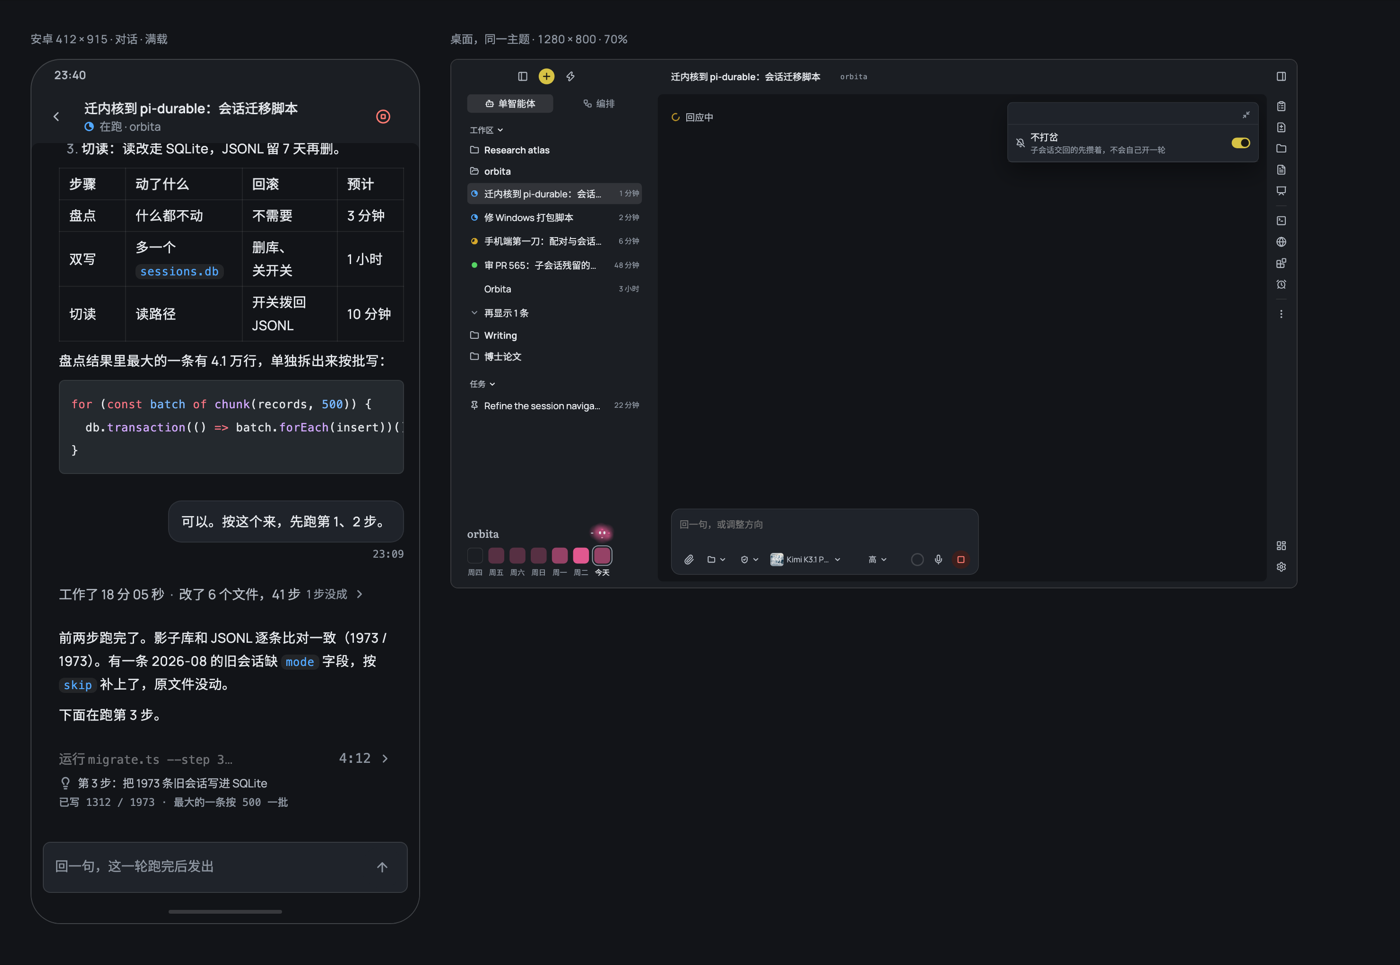 安卓 412 × 915 · 对话 · 满载
23:40
迁内核到 pi-durable：会话迁移脚本
在跑 · orbita
3. 切读：读改走 SQLite，JSONL 留 7 天再删。
步骤 动了什么 回滚 预计
盘点 什么都不动 不需要 3 分钟
双写 多一个 sessions.db 删库、关开关 1 小时
切读 读路径 开关拨回 JSONL 10 分钟
盘点结果里最大的一条有 4.1 万行，单独拆出来按批写：
for (const batch of chunk(records, 500)) {
db.transaction(() => batch.forEach(insert))(
}
可以。按这个来，先跑第 1、2 步。
23:09
工作了 18 分 05 秒 · 改了 6 个文件，41 步 1 步没成
前两步跑完了。影子库和 JSONL 逐条比对一致（1973 /
1973）。有一条 2026-08 的旧会话缺 mode 字段，按
skip 补上了，原文件没动。
下面在跑第 3 步。
运行 migrate.ts --step 3… 4:12
第 3 步：把 1973 条旧会话写进 SQLite
已写 1312 / 1973 · 最大的一条按 500 一批
回一句，这一轮跑完后发出
桌面，同一主题 · 1280 × 800 · 70%
单智能体 编排
工作区
Research atlas
orbita
迁内核到 pi-durable：会话... 1 分钟
修 Windows 打包脚本 2 分钟
手机端第一刀：配对与会话... 6 分钟
审 PR 565：子会话残留的... 48 分钟
Orbita 3 小时
再显示 1 条
Writing
博士论文
任务
Refine the session naviga... 22 分钟
orbita
周四 周五 周六 周日 周一 周二 今天
迁内核到 pi-durable：会话迁移脚本 orbita
回应中
不打岔
子会话交回的先攒着，不会自己开一轮
回一句，或调整方向
Kimi K3.1 P... 高